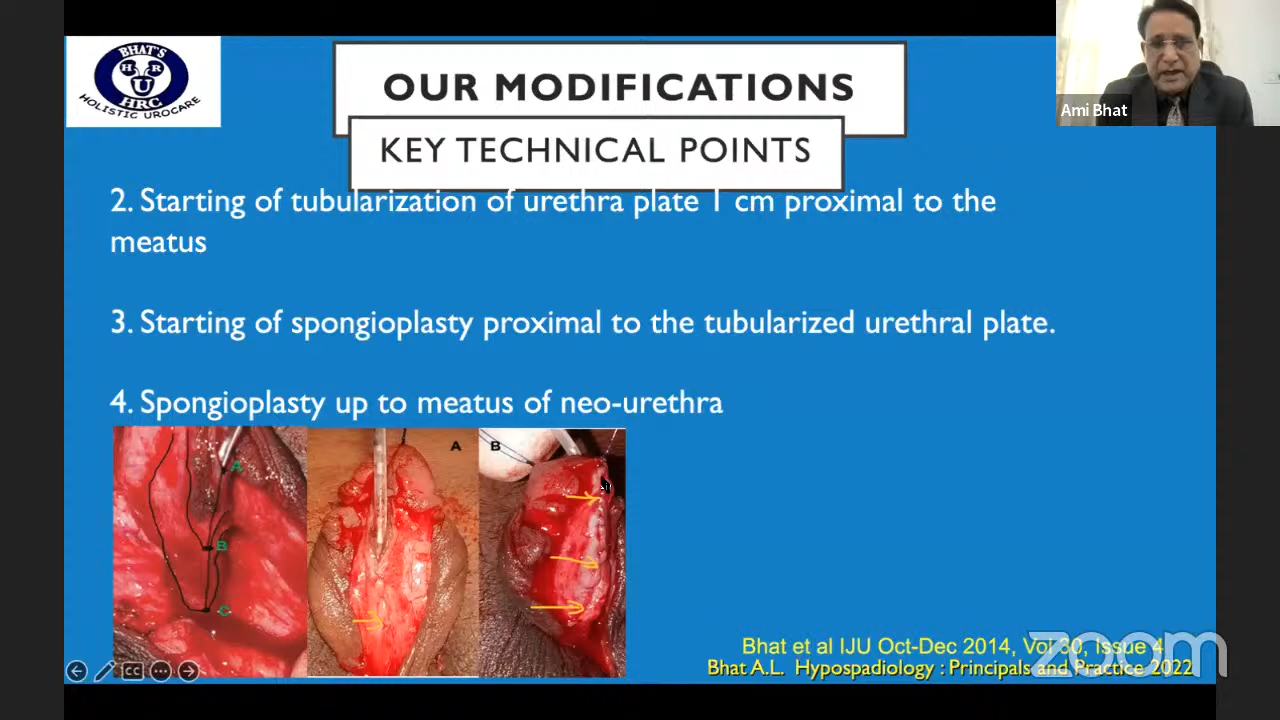 BHAT'S
H R
U
HRC
HOLISTIC UROCARE
OUR MODIFICATIONS
KEY TECHNICAL POINTS
Ami Bhat
2. Starting of tubularization of urethra plate 1 cm proximal to the
meatus
3. Starting of spongioplasty proximal to the tubularized urethral plate.
4. Spongioplasty up to meatus of neo-urethra
A
B
C
A
B
Bhat et al IJU Oct-Dec 2014, Vol 30, Issue 4
Bhat A.L. Hypospadiology : Principals and Practice 2022
zoom
CC